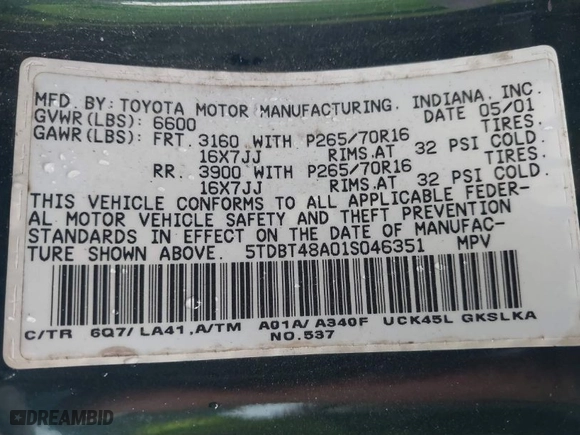 MFD. BY: TOYOTA MOTOR MANUFACTURING, INDIANA, INC.
GVWR(LBS): 6600 DATE 05/01
GAWR(LBS): FRT. 3160 WITH P265/70R16 TIRES.
16X7JJ RIMS.AT 32 PSI COLD.
RR. 3900 WITH P265/70R16 TIRES.
16X7JJ RIMS.AT 32 PSI COLD.
THIS VEHICLE CONFORMS TO ALL APPLICABLE FEDER-
AL MOTOR VEHICLE SAFETY AND THEFT PREVENTION
STANDARDS IN EFFECT ON THE DATE OF MANUFAC-
TURE SHOWN ABOVE. 5TDBT48A01S046351 MPV
C/TR 6Q7/ LA41,A/TM A01A/ A340F UCK45L GKSLKA
NO.537
DREAMBID